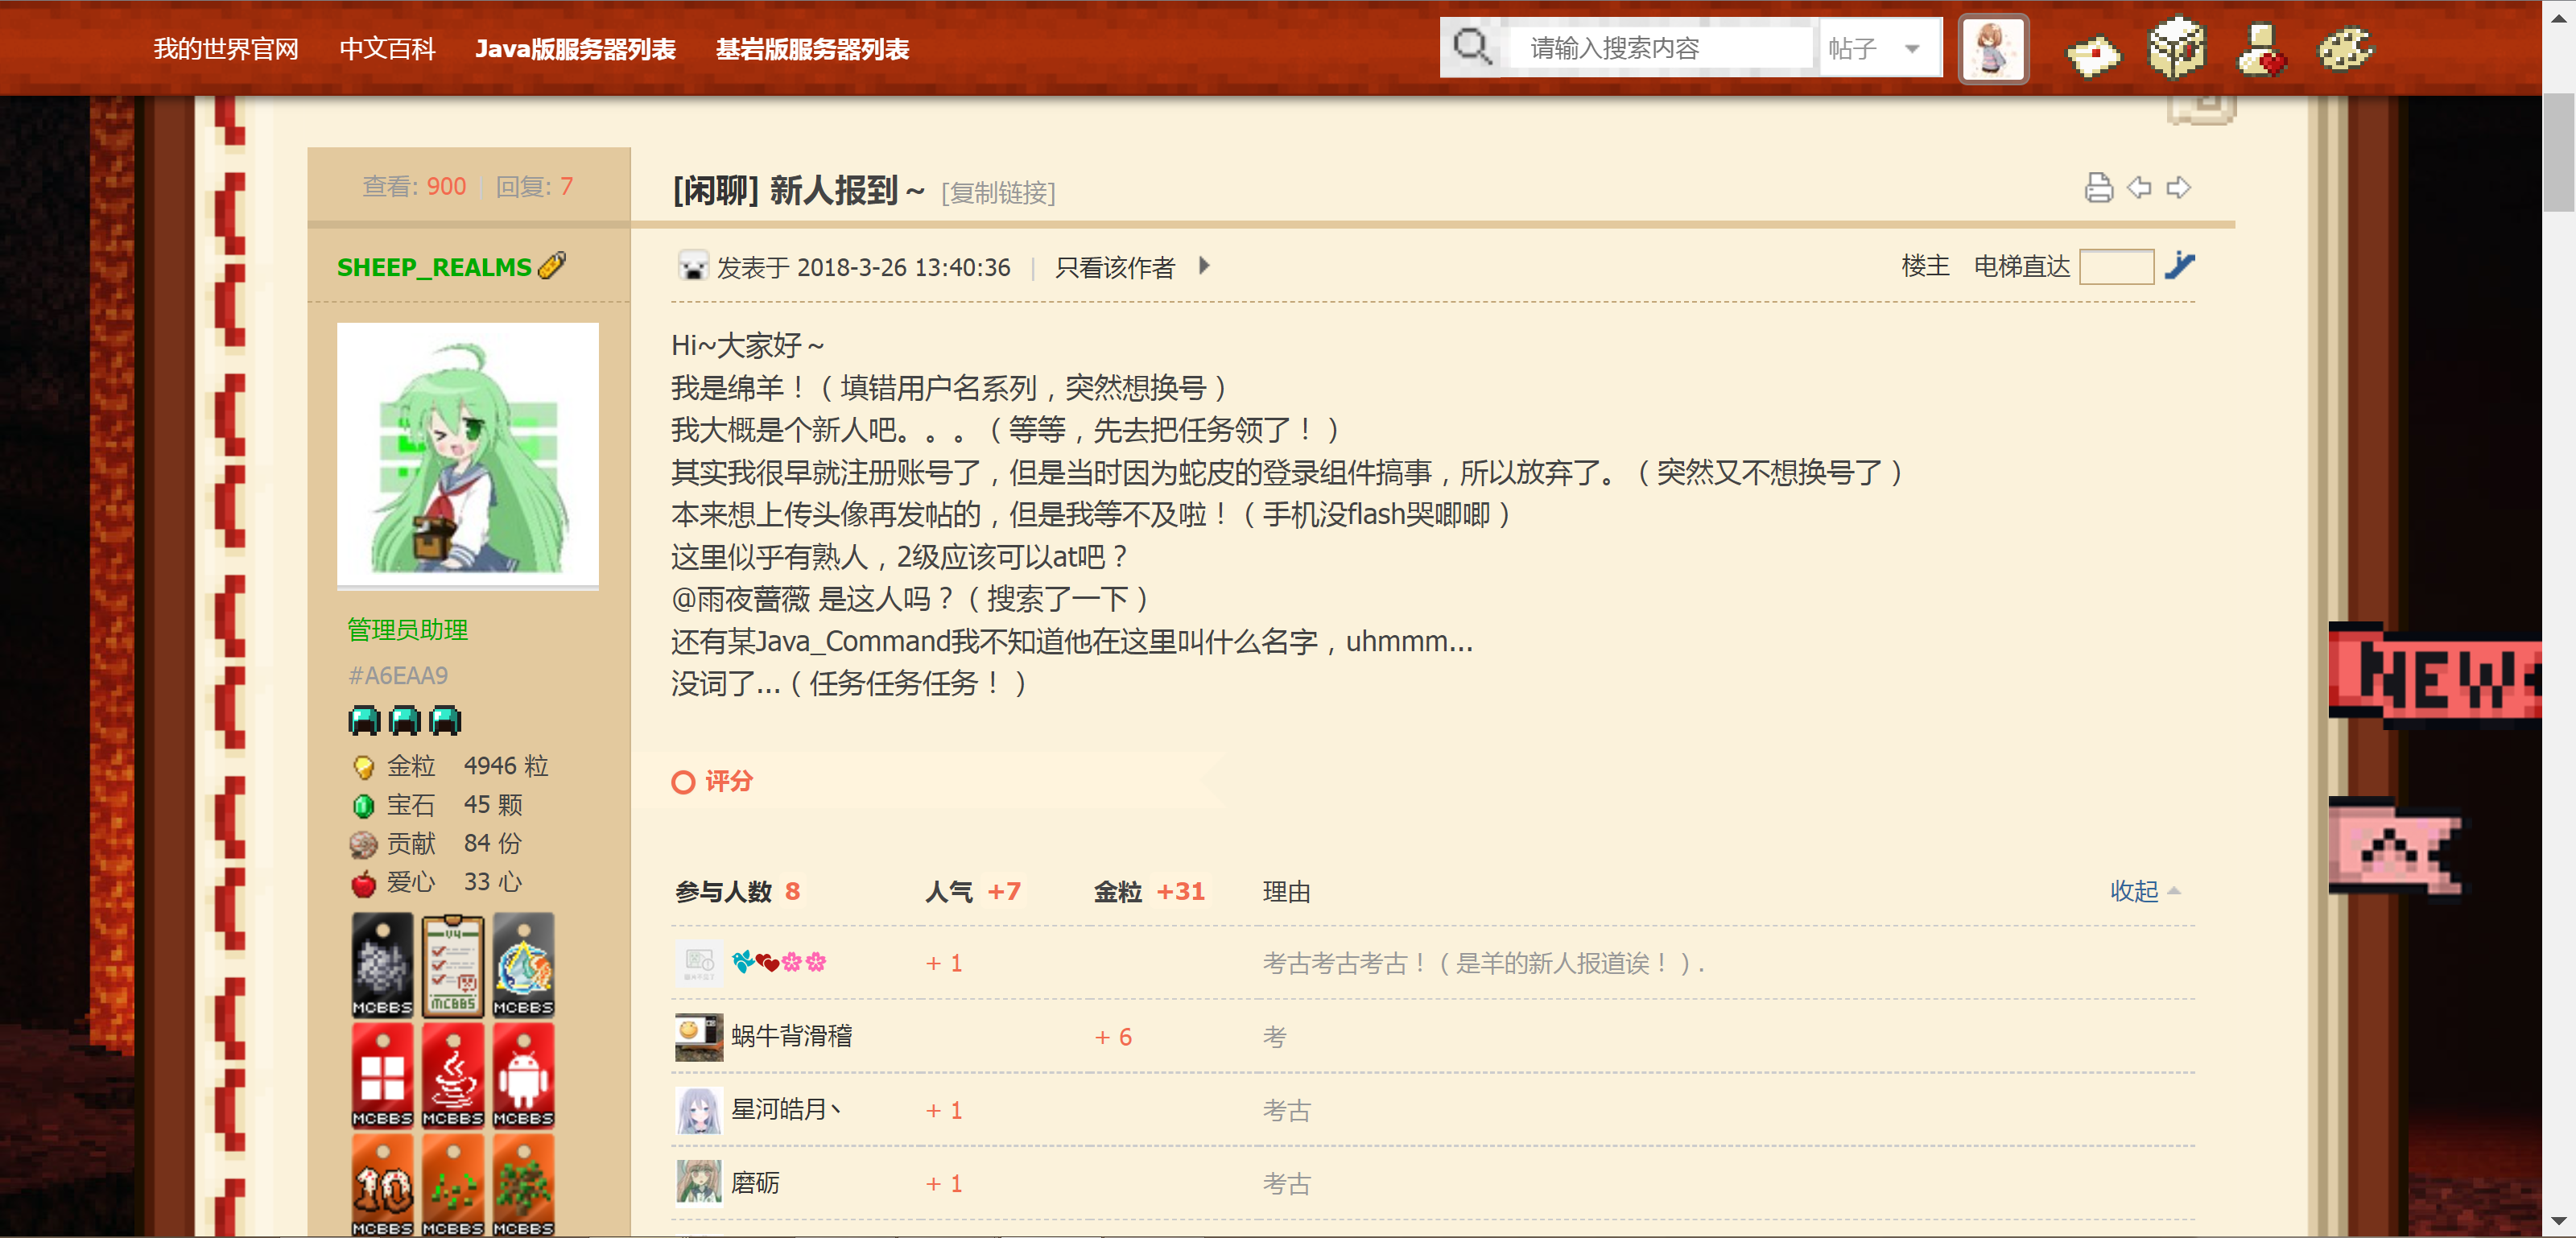 我的世界官网 中文百科 Java版服务器列表 基岩版服务器列表 请输入搜索内容 帖子
查看: 900 回复: 7
[闲聊] 新人报到～ [复制链接]
SHEEP_REALMS
发表于 2018-3-26 13:40:36 | 只看该作者
楼主 电梯直达
管理员助理
#A6EAA9
金粒 4946 粒
宝石 45 颗
贡献 84 份
爱心 33 心
MCBBS V4 MCBBS MCBBS
MCBBS MCBBS MCBBS
10 MCBBS MCBBS MCBBS
Hi~大家好～
我是绵羊！（填错用户名系列，突然想换号）
我大概是个新人吧。。。（等等，先去把任务领了！）
其实我很早就注册账号了，但是当时因为蛇皮的登录组件搞事，所以放弃了。（突然又不想换号了）
本来想上传头像再发帖的，但是我等不及啦！（手机没flash哭唧唧）
这里似乎有熟人，2级应该可以at吧？
@雨夜蔷薇 是这人吗？（搜索了一下）
还有某Java_Command我不知道他在这里叫什么名字，uhmmm...
没词了...（任务任务任务！）
评分
参与人数 8 人气 +7 金粒 +31 理由 收起
+ 1 考古考古考古！（是羊的新人报道诶！）.
蜗牛背滑稽 + 6 考
星河皓月丶 + 1 考古
磨砺 + 1 考古
NEW